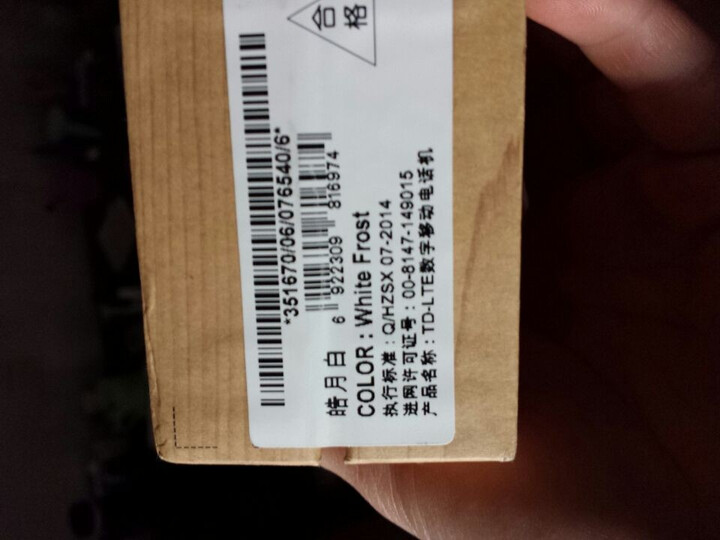 合格
*351670/06/076540/6*
6 922309 816974
皓月白
COLOR : White Frost
执行标准 : Q/HZSX 07-2014
进网许可证号 : 00-8147-149015
产品名称 : TD-LTE数字移动电话机